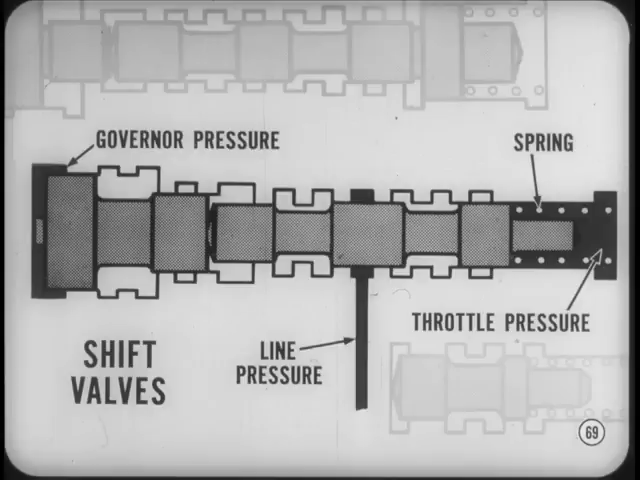 GOVERNOR PRESSURE
SPRING
THROTTLE PRESSURE
LINE
PRESSURE
SHIFT
VALVES
69